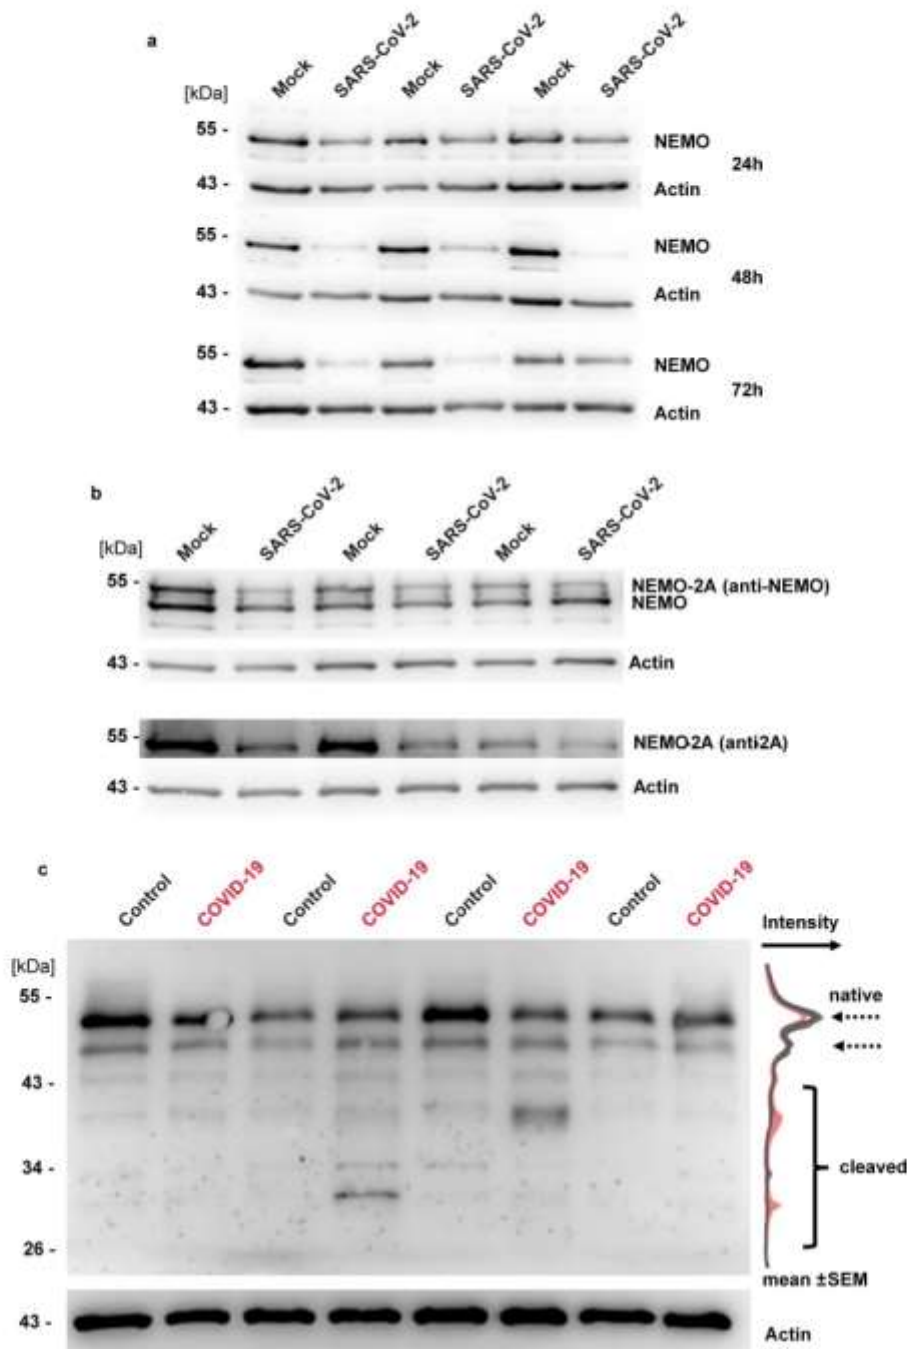 a
Mock SARS-CoV-2 Mock SARS-CoV-2 Mock SARS-CoV-2
[kDa]
55 - NEMO
24h
43 - Actin
55 - NEMO
48h
43 - Actin
55 - NEMO
72h
43 - Actin
b
Mock SARS-CoV-2 Mock SARS-CoV-2 Mock SARS-CoV-2
[kDa]
55 - NEMO-2A (anti-NEMO)
NEMO
43 - Actin
55 - NEMO-2A (anti2A)
43 - Actin
c
Control COVID-19 Control COVID-19 Control COVID-19 Control COVID-19
Intensity
[kDa]
55 -
native
43 -
cleaved
34 -
26 -
mean ±SEM
43 - Actin